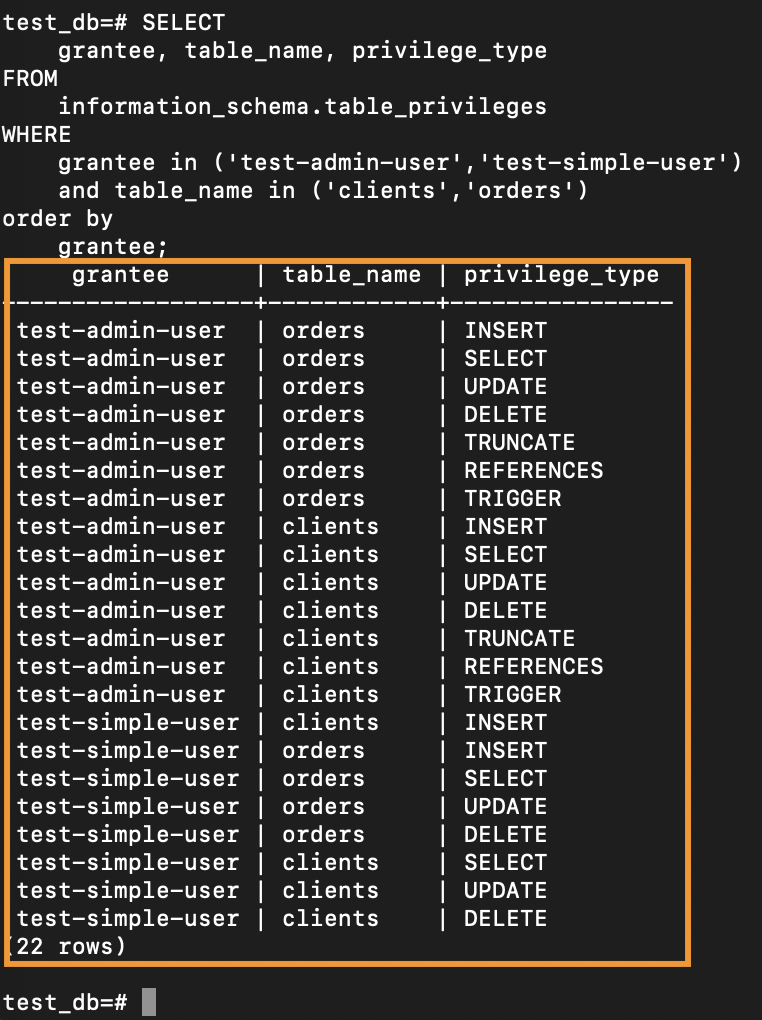 test_db=# SELECT
    grantee, table_name, privilege_type
FROM
    information_schema.table_privileges
WHERE
    grantee in ('test-admin-user','test-simple-user')
    and table_name in ('clients','orders')
order by
    grantee;
     grantee      | table_name | privilege_type
------------------+------------+----------------
 test-admin-user  | orders     | INSERT
 test-admin-user  | orders     | SELECT
 test-admin-user  | orders     | UPDATE
 test-admin-user  | orders     | DELETE
 test-admin-user  | orders     | TRUNCATE
 test-admin-user  | orders     | REFERENCES
 test-admin-user  | orders     | TRIGGER
 test-admin-user  | clients    | INSERT
 test-admin-user  | clients    | SELECT
 test-admin-user  | clients    | UPDATE
 test-admin-user  | clients    | DELETE
 test-admin-user  | clients    | TRUNCATE
 test-admin-user  | clients    | REFERENCES
 test-admin-user  | clients    | TRIGGER
 test-simple-user | clients    | INSERT
 test-simple-user | orders     | INSERT
 test-simple-user | orders     | SELECT
 test-simple-user | orders     | UPDATE
 test-simple-user | orders     | DELETE
 test-simple-user | clients    | SELECT
 test-simple-user | clients    | UPDATE
 test-simple-user | clients    | DELETE
(22 rows)
test_db=#